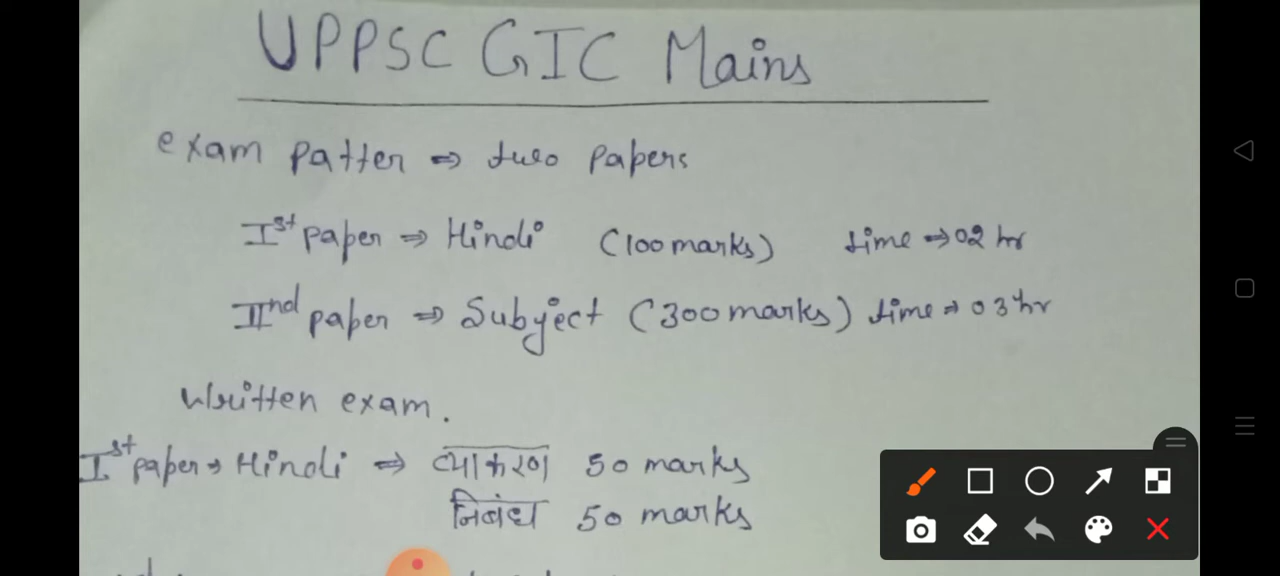 UPPSC GIC Mains
exam patter ⇒ two papers
Ist paper ⇒ Hindi (100 marks) time ⇒ 02 hr
IInd paper ⇒ Subject (300 marks) time ⇒ 03 hr
Written exam.
Ist paper → Hindi ⇒ व्याकरण 50 marks
निबंध 50 marks